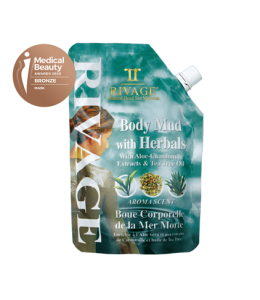 Medical
Beauty
AWARDS
BRONZE
MASK
RIVAGE
RIVAGE
Body Mud
with Herbals
With Aloe-Chamomile
Extracts & Tea Tree Oil
AROMA SCENT
Boue Corporelle
de la Mer Morte